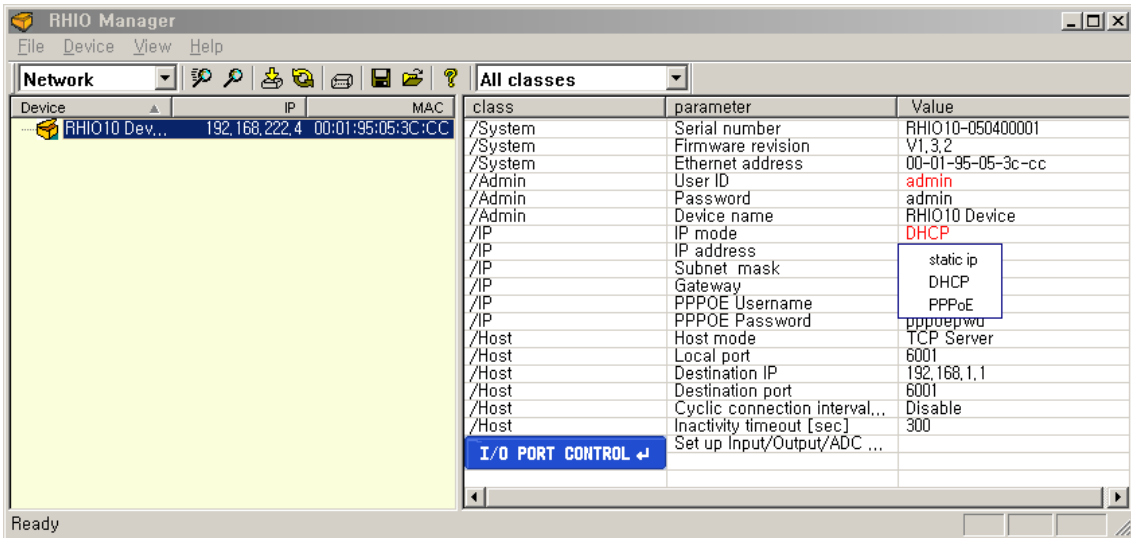 RHIO Manager
File Device View Help
Network All classes
Device IP MAC
RHIO10 Dev... 192,168,222,4 00:01:95:05:3C:CC
class parameter Value
/System Serial number RHIO10-050400001
/System Firmware revision V1,3,2
/System Ethernet address 00-01-95-05-3c-cc
/Admin User ID admin
/Admin Password admin
/Admin Device name RHIO10 Device
/IP IP mode DHCP
/IP IP address
/IP Subnet mask
/IP Gateway
/IP PPPOE Username
/IP PPPOE Password pppoepwd
static ip
DHCP
PPPoE
/Host Host mode TCP Server
/Host Local port 6001
/Host Destination IP 192,168,1,1
/Host Destination port 6001
/Host Cyclic connection interval... Disable
/Host Inactivity timeout [sec] 300
I/O PORT CONTROL ↵ Set up Input/Output/ADC ...
Ready